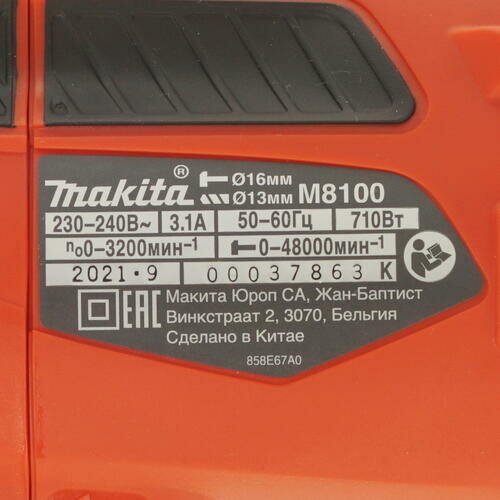 makita® Ø16мм
Ø13мм M8100
230-240В~ 3.1А 50-60Гц 710Вт
n₀0-3200мин⁻¹ 0-48000мин⁻¹
2021·9 00037863 K
EAC Макита Юроп СА, Жан-Баптист
Винкстраат 2, 3070, Бельгия
Сделано в Китае
858E67A0